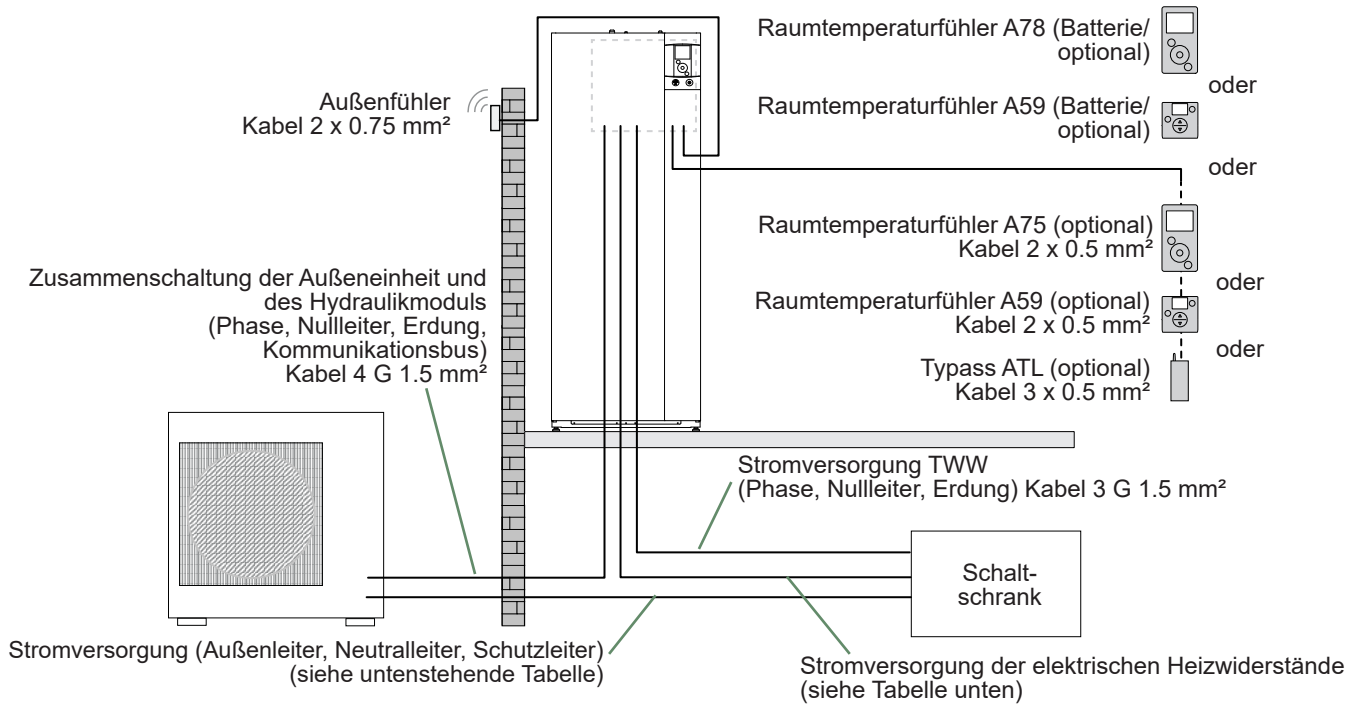 Raumtemperaturfühler A78 (Batterie/
optional)
oder
Raumtemperaturfühler A59 (Batterie/
optional)
oder
Außenfühler
Kabel 2 x 0.75 mm²
Raumtemperaturfühler A75 (optional)
Kabel 2 x 0.5 mm²
oder
Raumtemperaturfühler A59 (optional)
Kabel 2 x 0.5 mm²
oder
Typass ATL (optional)
Kabel 3 x 0.5 mm²
Zusammenschaltung der Außeneinheit und
des Hydraulikmoduls
(Phase, Nullleiter, Erdung,
Kommunikationsbus)
Kabel 4 G 1.5 mm²
Stromversorgung TWW
(Phase, Nullleiter, Erdung) Kabel 3 G 1.5 mm²
Schalt-
schrank
Stromversorgung (Außenleiter, Neutralleiter, Schutzleiter)
(siehe untenstehende Tabelle)
Stromversorgung der elektrischen Heizwiderstände
(siehe Tabelle unten)